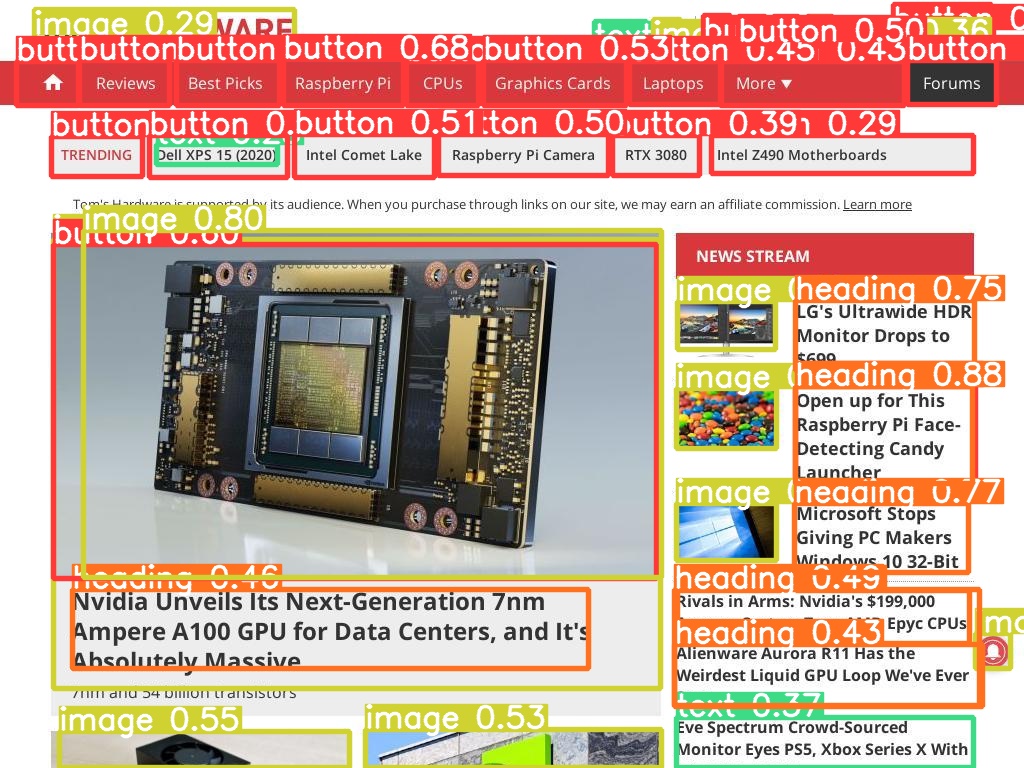 image 0.29
WARE
button 0.50
0.36
button 0.68
button 0.53
0.45
0.43
button
Reviews
Best Picks
Raspberry Pi
CPUs
Graphics Cards
Laptops
More
Forums
button
button 0.
button 0.51
0.50
0.39
0.29
TRENDING
Dell XPS 15 (2020)
Intel Comet Lake
Raspberry Pi Camera
RTX 3080
Intel Z490 Motherboards
Tom's Hardware is supported by its audience. When you purchase through links on our site, we may earn an affiliate commission. Learn more
image 0.80
button 0.60
NEWS STREAM
image
heading 0.75
LG's Ultrawide HDR
Monitor Drops to
$699
image
heading 0.88
Open up for This
Raspberry Pi Face-
Detecting Candy
Launcher
image
heading 0.77
Microsoft Stops
Giving PC Makers
Windows 10 32-Bit
heading 0.46
Nvidia Unveils Its Next-Generation 7nm
Ampere A100 GPU for Data Centers, and It's
Absolutely Massive
7nm and 54 billion transistors
heading 0.49
Rivals in Arms: Nvidia's $199,000
Epyc CPUs
heading 0.43
Alienware Aurora R11 Has the
Weirdest Liquid GPU Loop We've Ever
text 0.37
Eve Spectrum Crowd-Sourced
Monitor Eyes PS5, Xbox Series X With
image 0.55
image 0.53